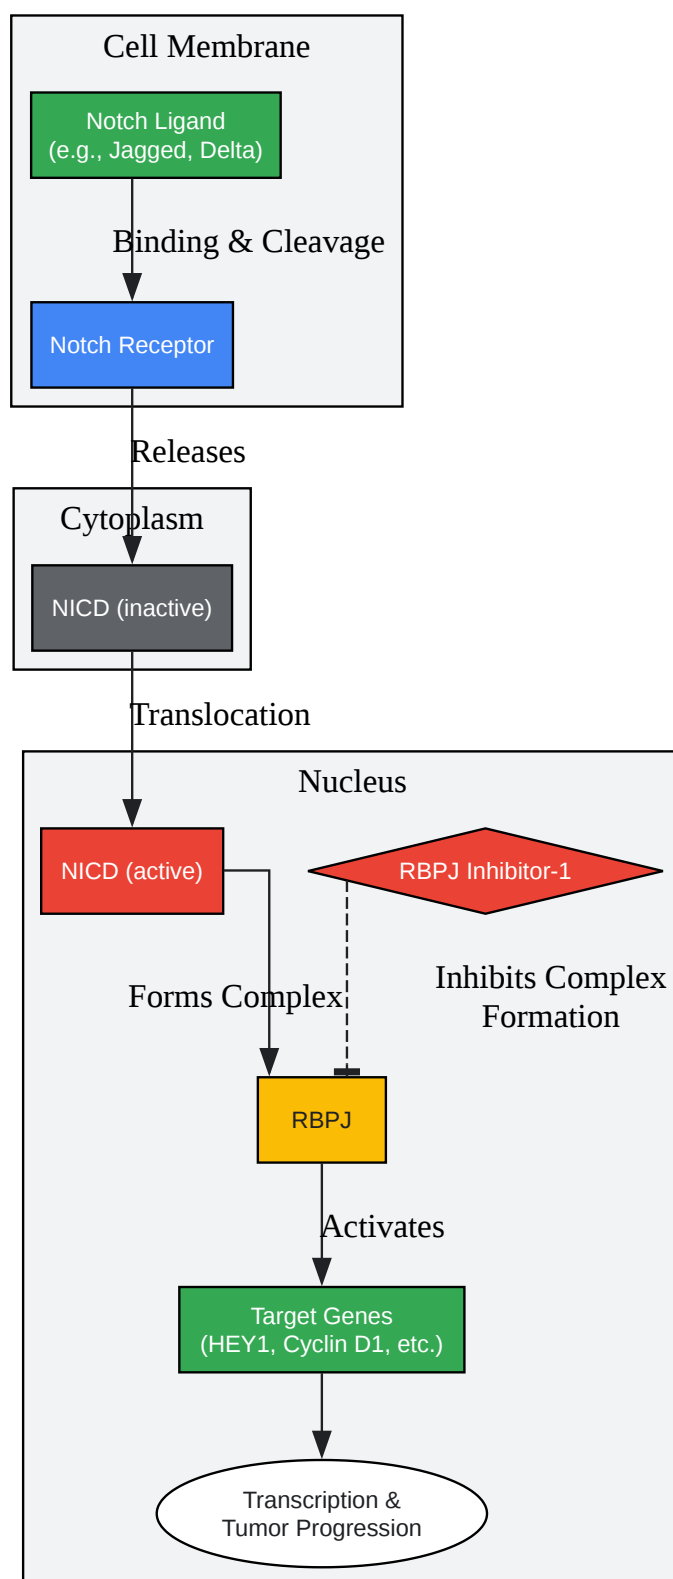 Cell Membrane
Notch Ligand
(e.g., Jagged, Delta)
Binding & Cleavage
Notch Receptor
Releases
Cytoplasm
NICD (inactive)
Translocation
Nucleus
NICD (active)
RBPJ Inhibitor-1
Forms Complex
Inhibits Complex
Formation
RBPJ
Activates
Target Genes
(HEY1, Cyclin D1, etc.)
Transcription &
Tumor Progression